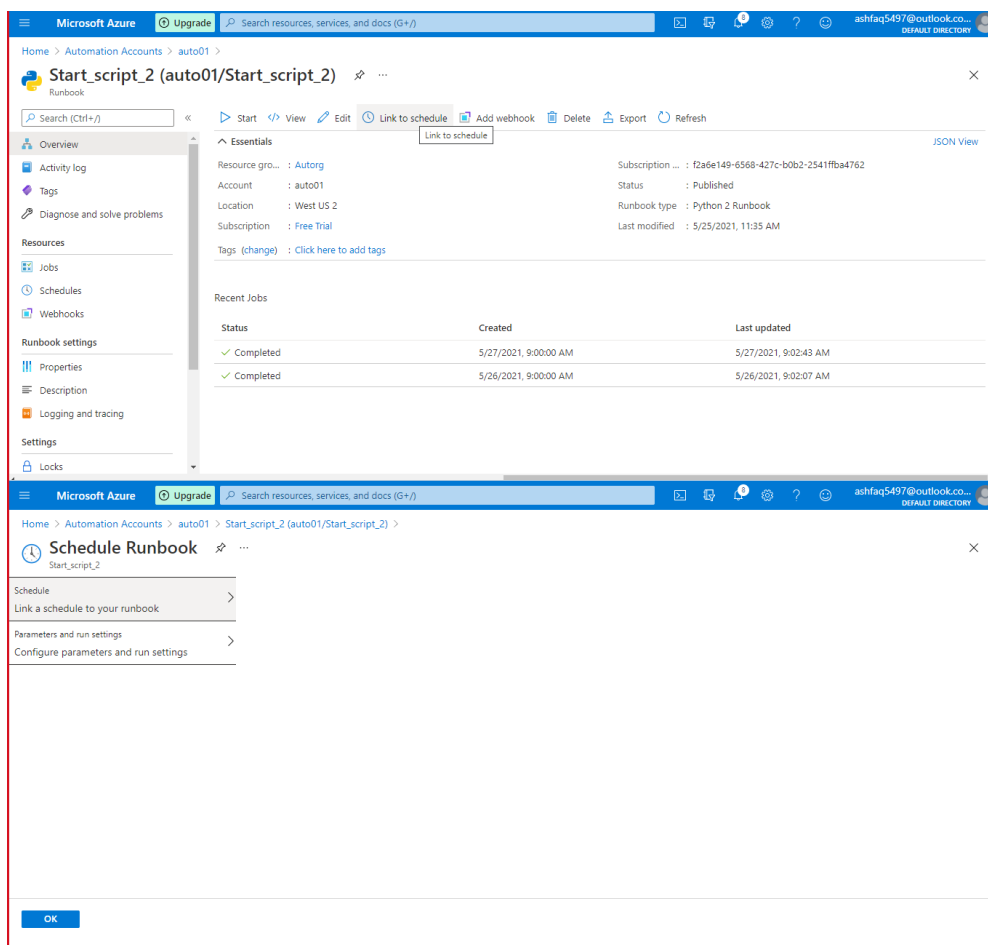 Microsoft Azure Upgrade Search resources, services, and docs (G+/) 8 ashfaq5497@outlook.co...
DEFAULT DIRECTORY
Home > Automation Accounts > auto01 >
Start_script_2 (auto01/Start_script_2) ...
Runbook
Search (Ctrl+/) « Start View Edit Link to schedule Add webhook Delete Export Refresh
Link to schedule
Overview
Activity log
Tags
Diagnose and solve problems
Resources
Jobs
Schedules
Webhooks
Runbook settings
Properties
Description
Logging and tracing
Settings
Locks
Essentials JSON View
Resource gro... : Autorg Subscription ... : f2a6e149-6568-427c-b0b2-2541ffba4762
Account : auto01 Status : Published
Location : West US 2 Runbook type : Python 2 Runbook
Subscription : Free Trial Last modified : 5/25/2021, 11:35 AM
Tags (change) : Click here to add tags
Recent Jobs
Status Created Last updated
Completed 5/27/2021, 9:00:00 AM 5/27/2021, 9:02:43 AM
Completed 5/26/2021, 9:00:00 AM 5/26/2021, 9:02:07 AM
Microsoft Azure Upgrade Search resources, services, and docs (G+/) 8 ashfaq5497@outlook.co...
DEFAULT DIRECTORY
Home > Automation Accounts > auto01 > Start_script_2 (auto01/Start_script_2) >
Schedule Runbook ...
Start_script_2
Schedule
Link a schedule to your runbook
Parameters and run settings
Configure parameters and run settings
OK